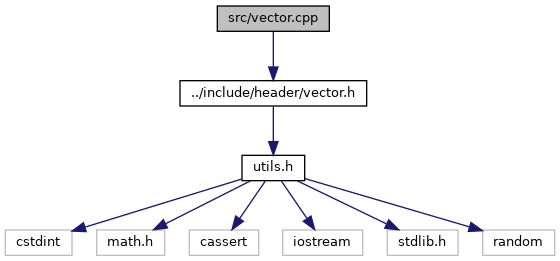 src/vector.cpp
../include/header/vector.h
utils.h
cstdint
math.h
cassert
iostream
stdlib.h
random